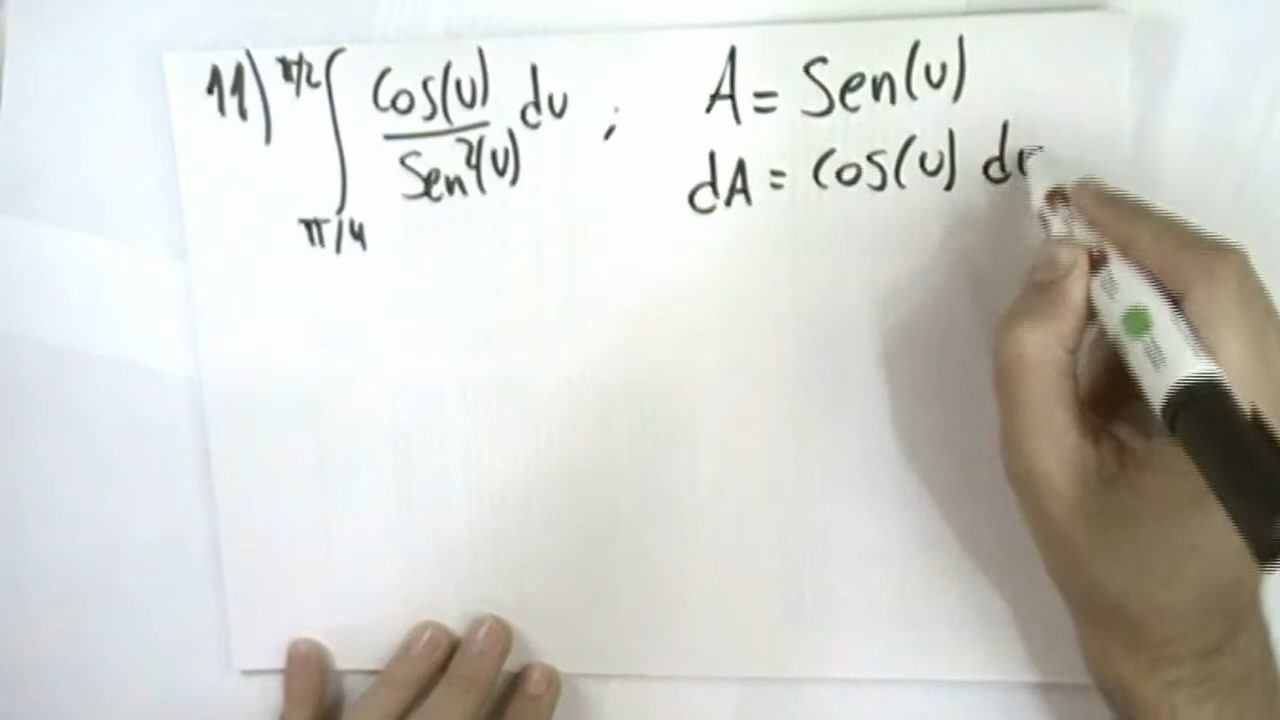 11) π/2 ∫ π/4 Cos(u) / Sen²(u) du ; A = Sen(u)
dA = Cos(u) d